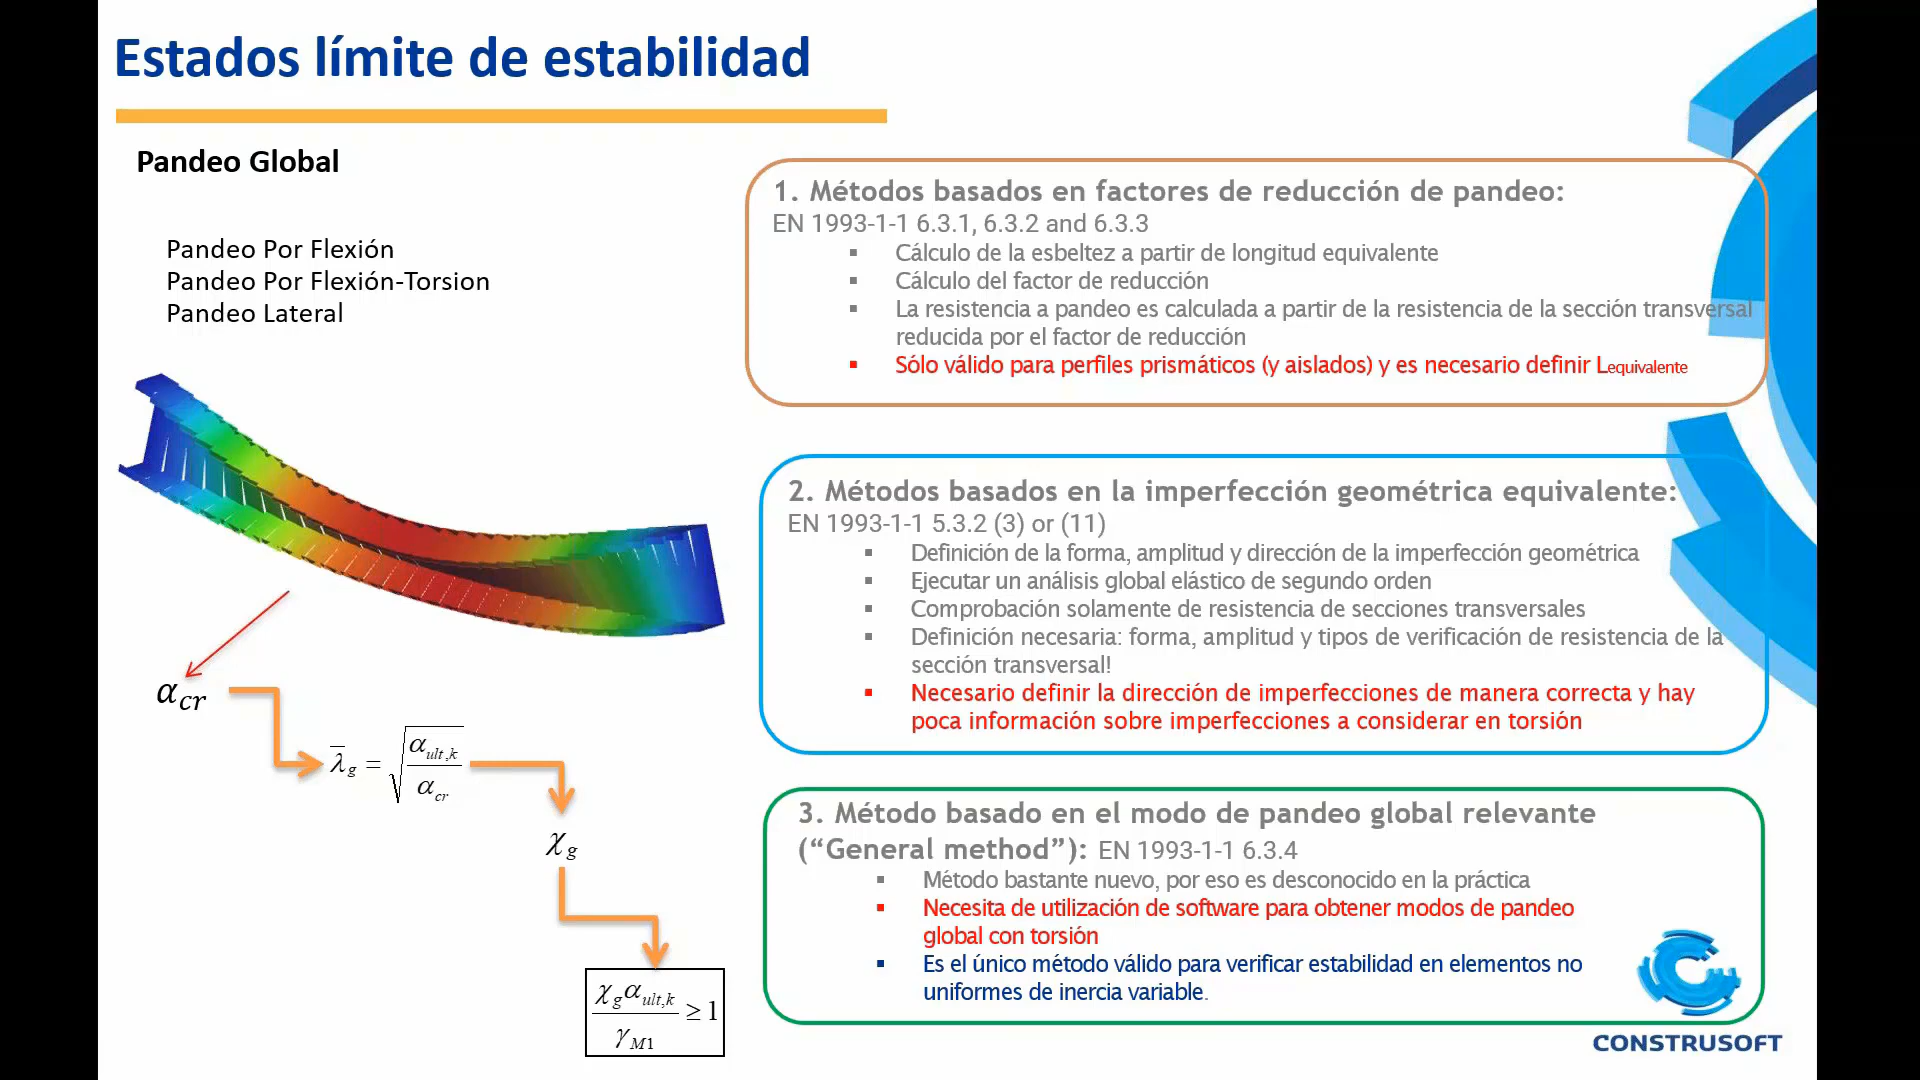 Estados límite de estabilidad
Pandeo Global
Pandeo Por Flexión
Pandeo Por Flexión-Torsion
Pandeo Lateral
α_cr
λ̅_g = √(α_ult,k / α_cr)
χ_g
χ_g α_ult,k / γ_M1 ≥ 1
1. Métodos basados en factores de reducción de pandeo:
EN 1993-1-1 6.3.1, 6.3.2 and 6.3.3
▪ Cálculo de la esbeltez a partir de longitud equivalente
▪ Cálculo del factor de reducción
▪ La resistencia a pandeo es calculada a partir de la resistencia de la sección transversal
reducida por el factor de reducción
▪ Sólo válido para perfiles prismáticos (y aislados) y es necesario definir Lequivalente
2. Métodos basados en la imperfección geométrica equivalente:
EN 1993-1-1 5.3.2 (3) or (11)
▪ Definición de la forma, amplitud y dirección de la imperfección geométrica
▪ Ejecutar un análisis global elástico de segundo orden
▪ Comprobación solamente de resistencia de secciones transversales
▪ Definición necesaria: forma, amplitud y tipos de verificación de resistencia de la
sección transversal!
▪ Necesario definir la dirección de imperfecciones de manera correcta y hay
poca información sobre imperfecciones a considerar en torsión
3. Método basado en el modo de pandeo global relevante
(“General method”): EN 1993-1-1 6.3.4
▪ Método bastante nuevo, por eso es desconocido en la práctica
▪ Necesita de utilización de software para obtener modos de pandeo
global con torsión
▪ Es el único método válido para verificar estabilidad en elementos no
uniformes de inercia variable.
CONSTRUSOFT